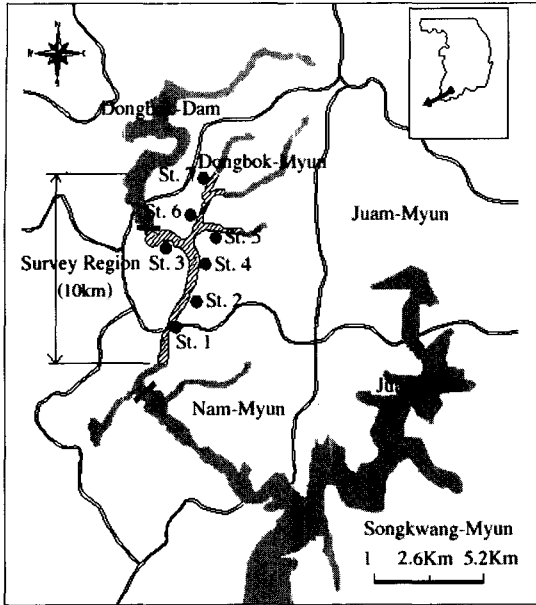 N
W
E
S
Dongbok-Dam
Dongbok-Myun
St. 7
St. 6
Juam-Myun
St. 5
Survey Region
(10km)
St. 3
St. 4
St. 2
St. 1
Nam-Myun
Songkwang-Myun
1 2.6Km 5.2Km